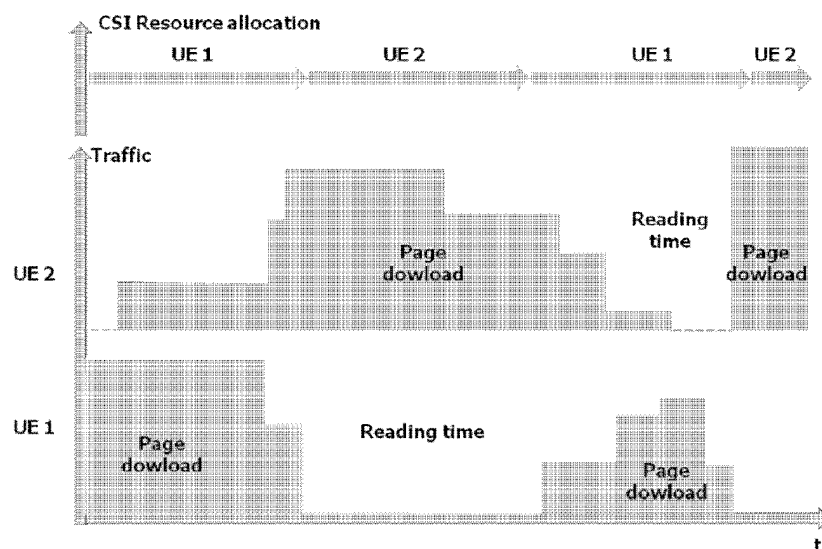 CSI Resource allocation
UE 1
UE 2
UE 1
UE 2
Traffic
Reading
time
Page
dowload
Page
dowload
UE 2
UE 1
Reading time
Page
dowload
Page
dowload
t